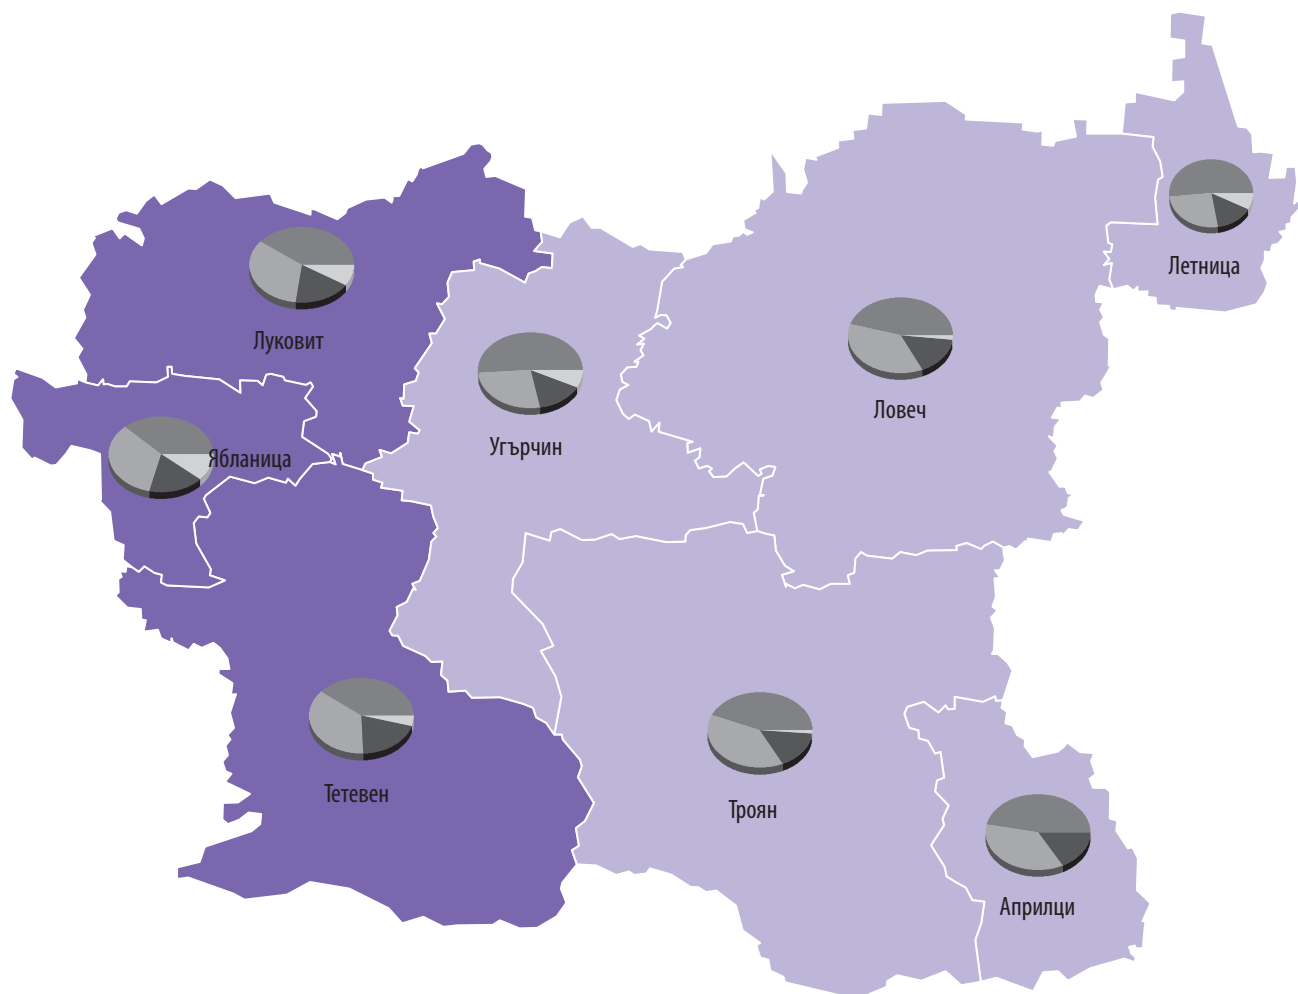 Летница
Луковит
Ловеч
Угърчин
Ябланица
Тетевен
Троян
Априлци